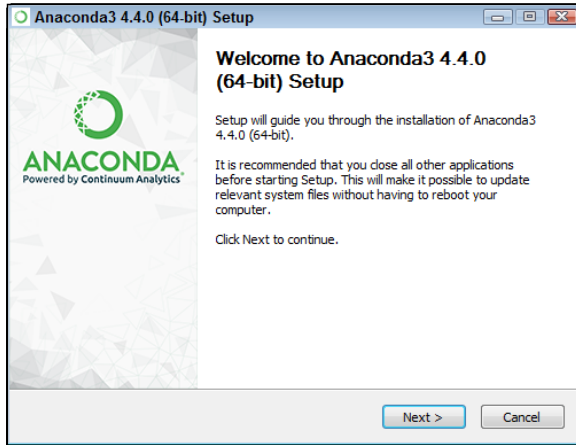 Anaconda3 4.4.0 (64-bit) Setup
ANACONDA
Powered by Continuum Analytics
Welcome to Anaconda3 4.4.0
(64-bit) Setup
Setup will guide you through the installation of Anaconda3
4.4.0 (64-bit).
It is recommended that you close all other applications
before starting Setup. This will make it possible to update
relevant system files without having to reboot your
computer.
Click Next to continue.
Next >
Cancel